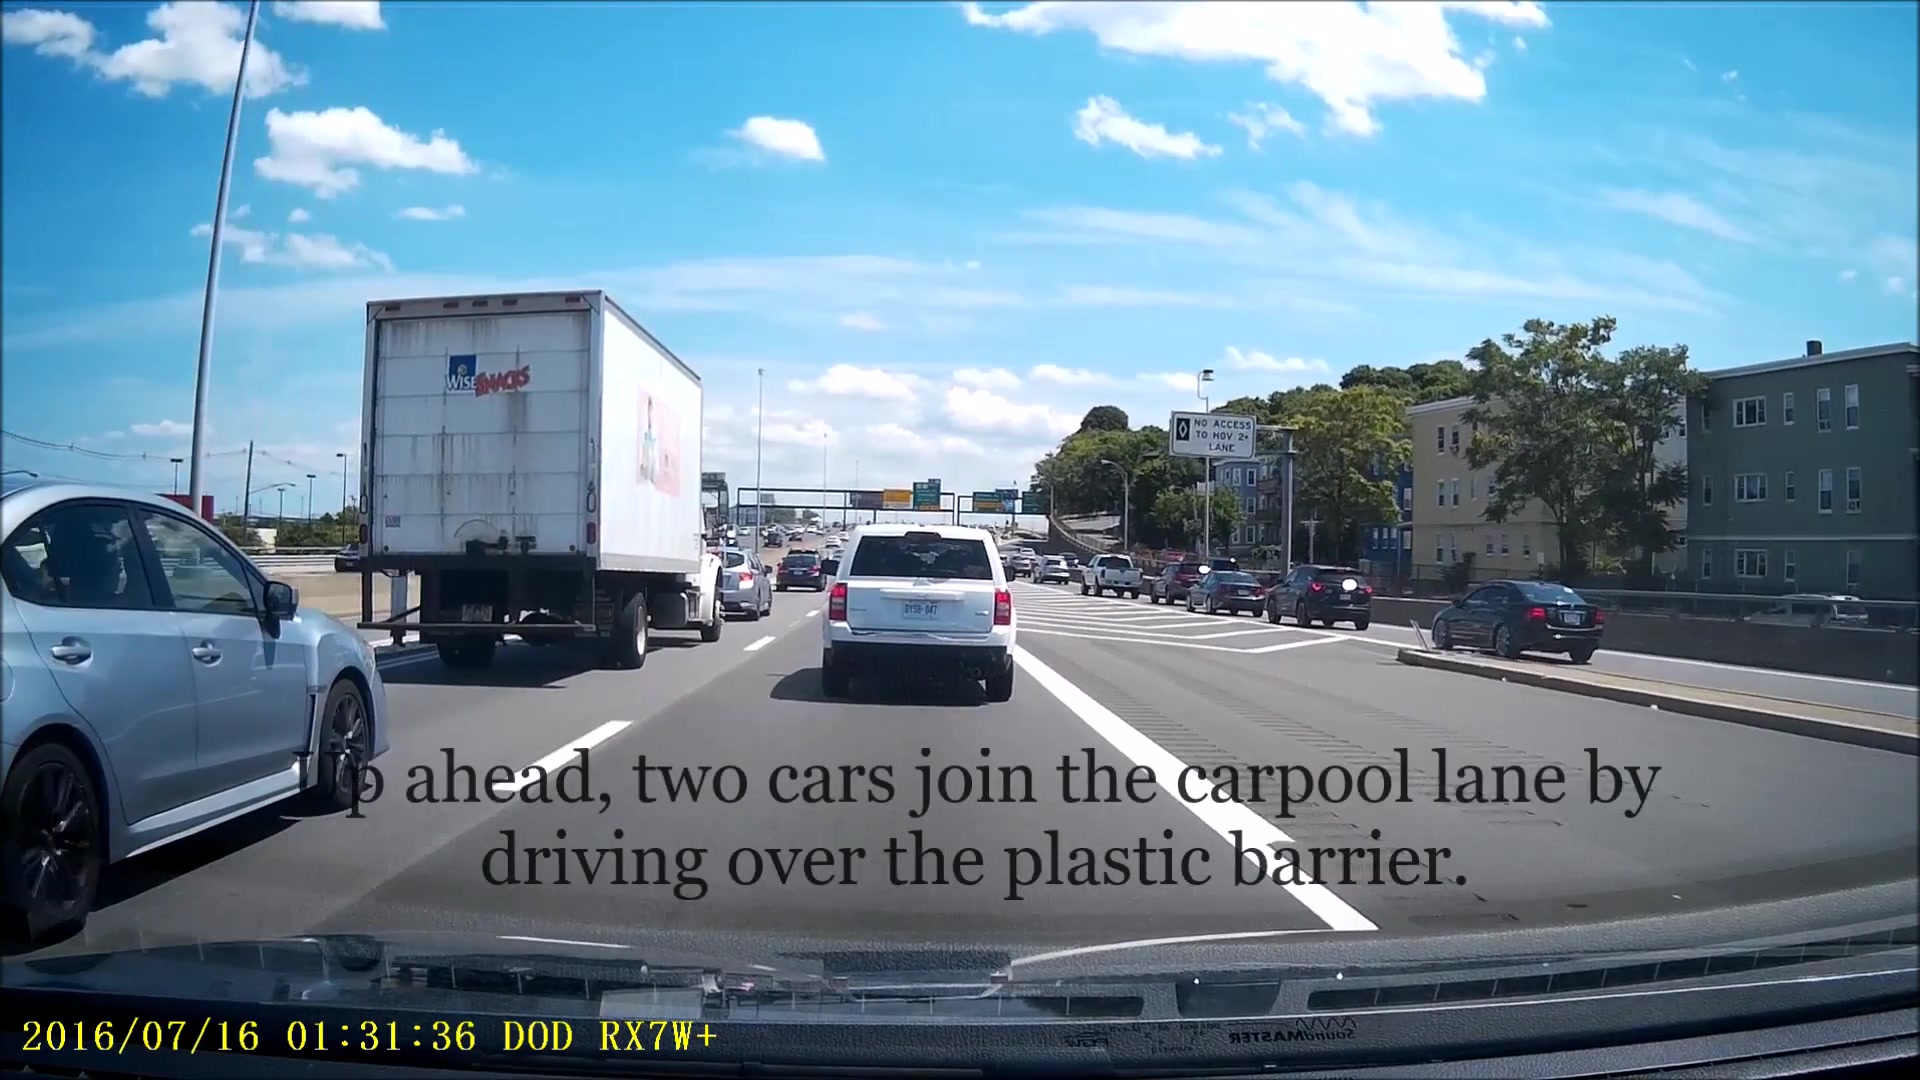 WISE SNACKS
NO ACCESS
TO HOV 2+
LANE
Up ahead, two cars join the carpool lane by
driving over the plastic barrier.
2016/07/16 01:31:36 DOD RX7W+
SoundMASTER